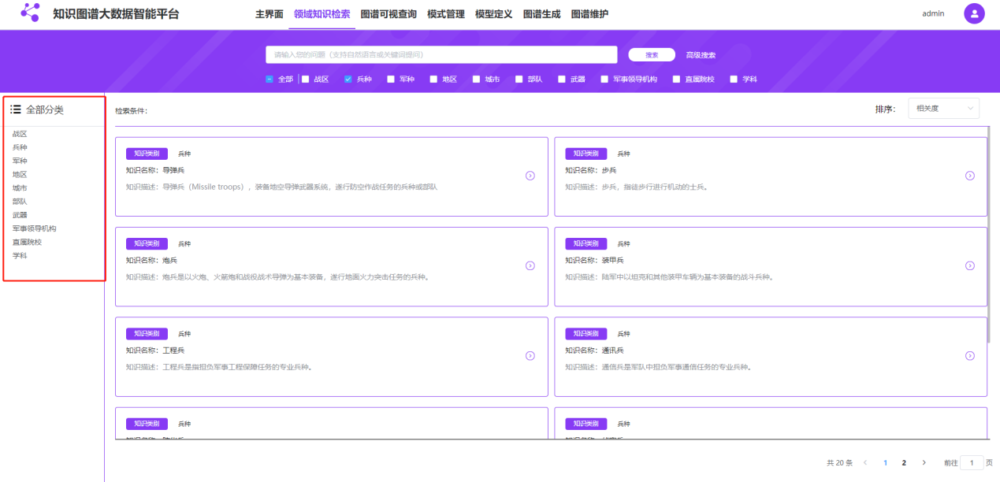 知识图谱大数据智能平台 主界面 领域知识检索 图谱可视查询 模式管理 模型定义 图谱生成 图谱维护 admin
请输入您的问题（支持自然语言或关键词提问） 搜索 高级搜索
全部 战区 兵种 军种 地区 城市 部队 武器 军事领导机构 直属院校 学科
全部分类
战区
兵种
军种
地区
城市
部队
武器
军事领导机构
直属院校
学科
检索条件： 排序： 相关度
知识类别 兵种
知识名称：导弹兵
知识描述：导弹兵（Missile troops），装备地空导弹武器系统，遂行防空作战任务的兵种或部队
知识类别 兵种
知识名称：步兵
知识描述：步兵，指徒步行进行机动的士兵。
知识类别 兵种
知识名称：炮兵
知识描述：炮兵是以火炮、火箭炮和战役战术导弹为基本装备，遂行地面火力突击任务的兵种。
知识类别 兵种
知识名称：装甲兵
知识描述：陆军中以坦克和其他装甲车辆为基本装备的战斗兵种。
知识类别 兵种
知识名称：工程兵
知识描述：工程兵是指担负军事工程保障任务的专业兵种。
知识类别 兵种
知识名称：通讯兵
知识描述：通信兵是军队中担负军事通信任务的专业兵种。
知识类别 兵种
知识类别 兵种
共 20 条 1 2 前往 1 页